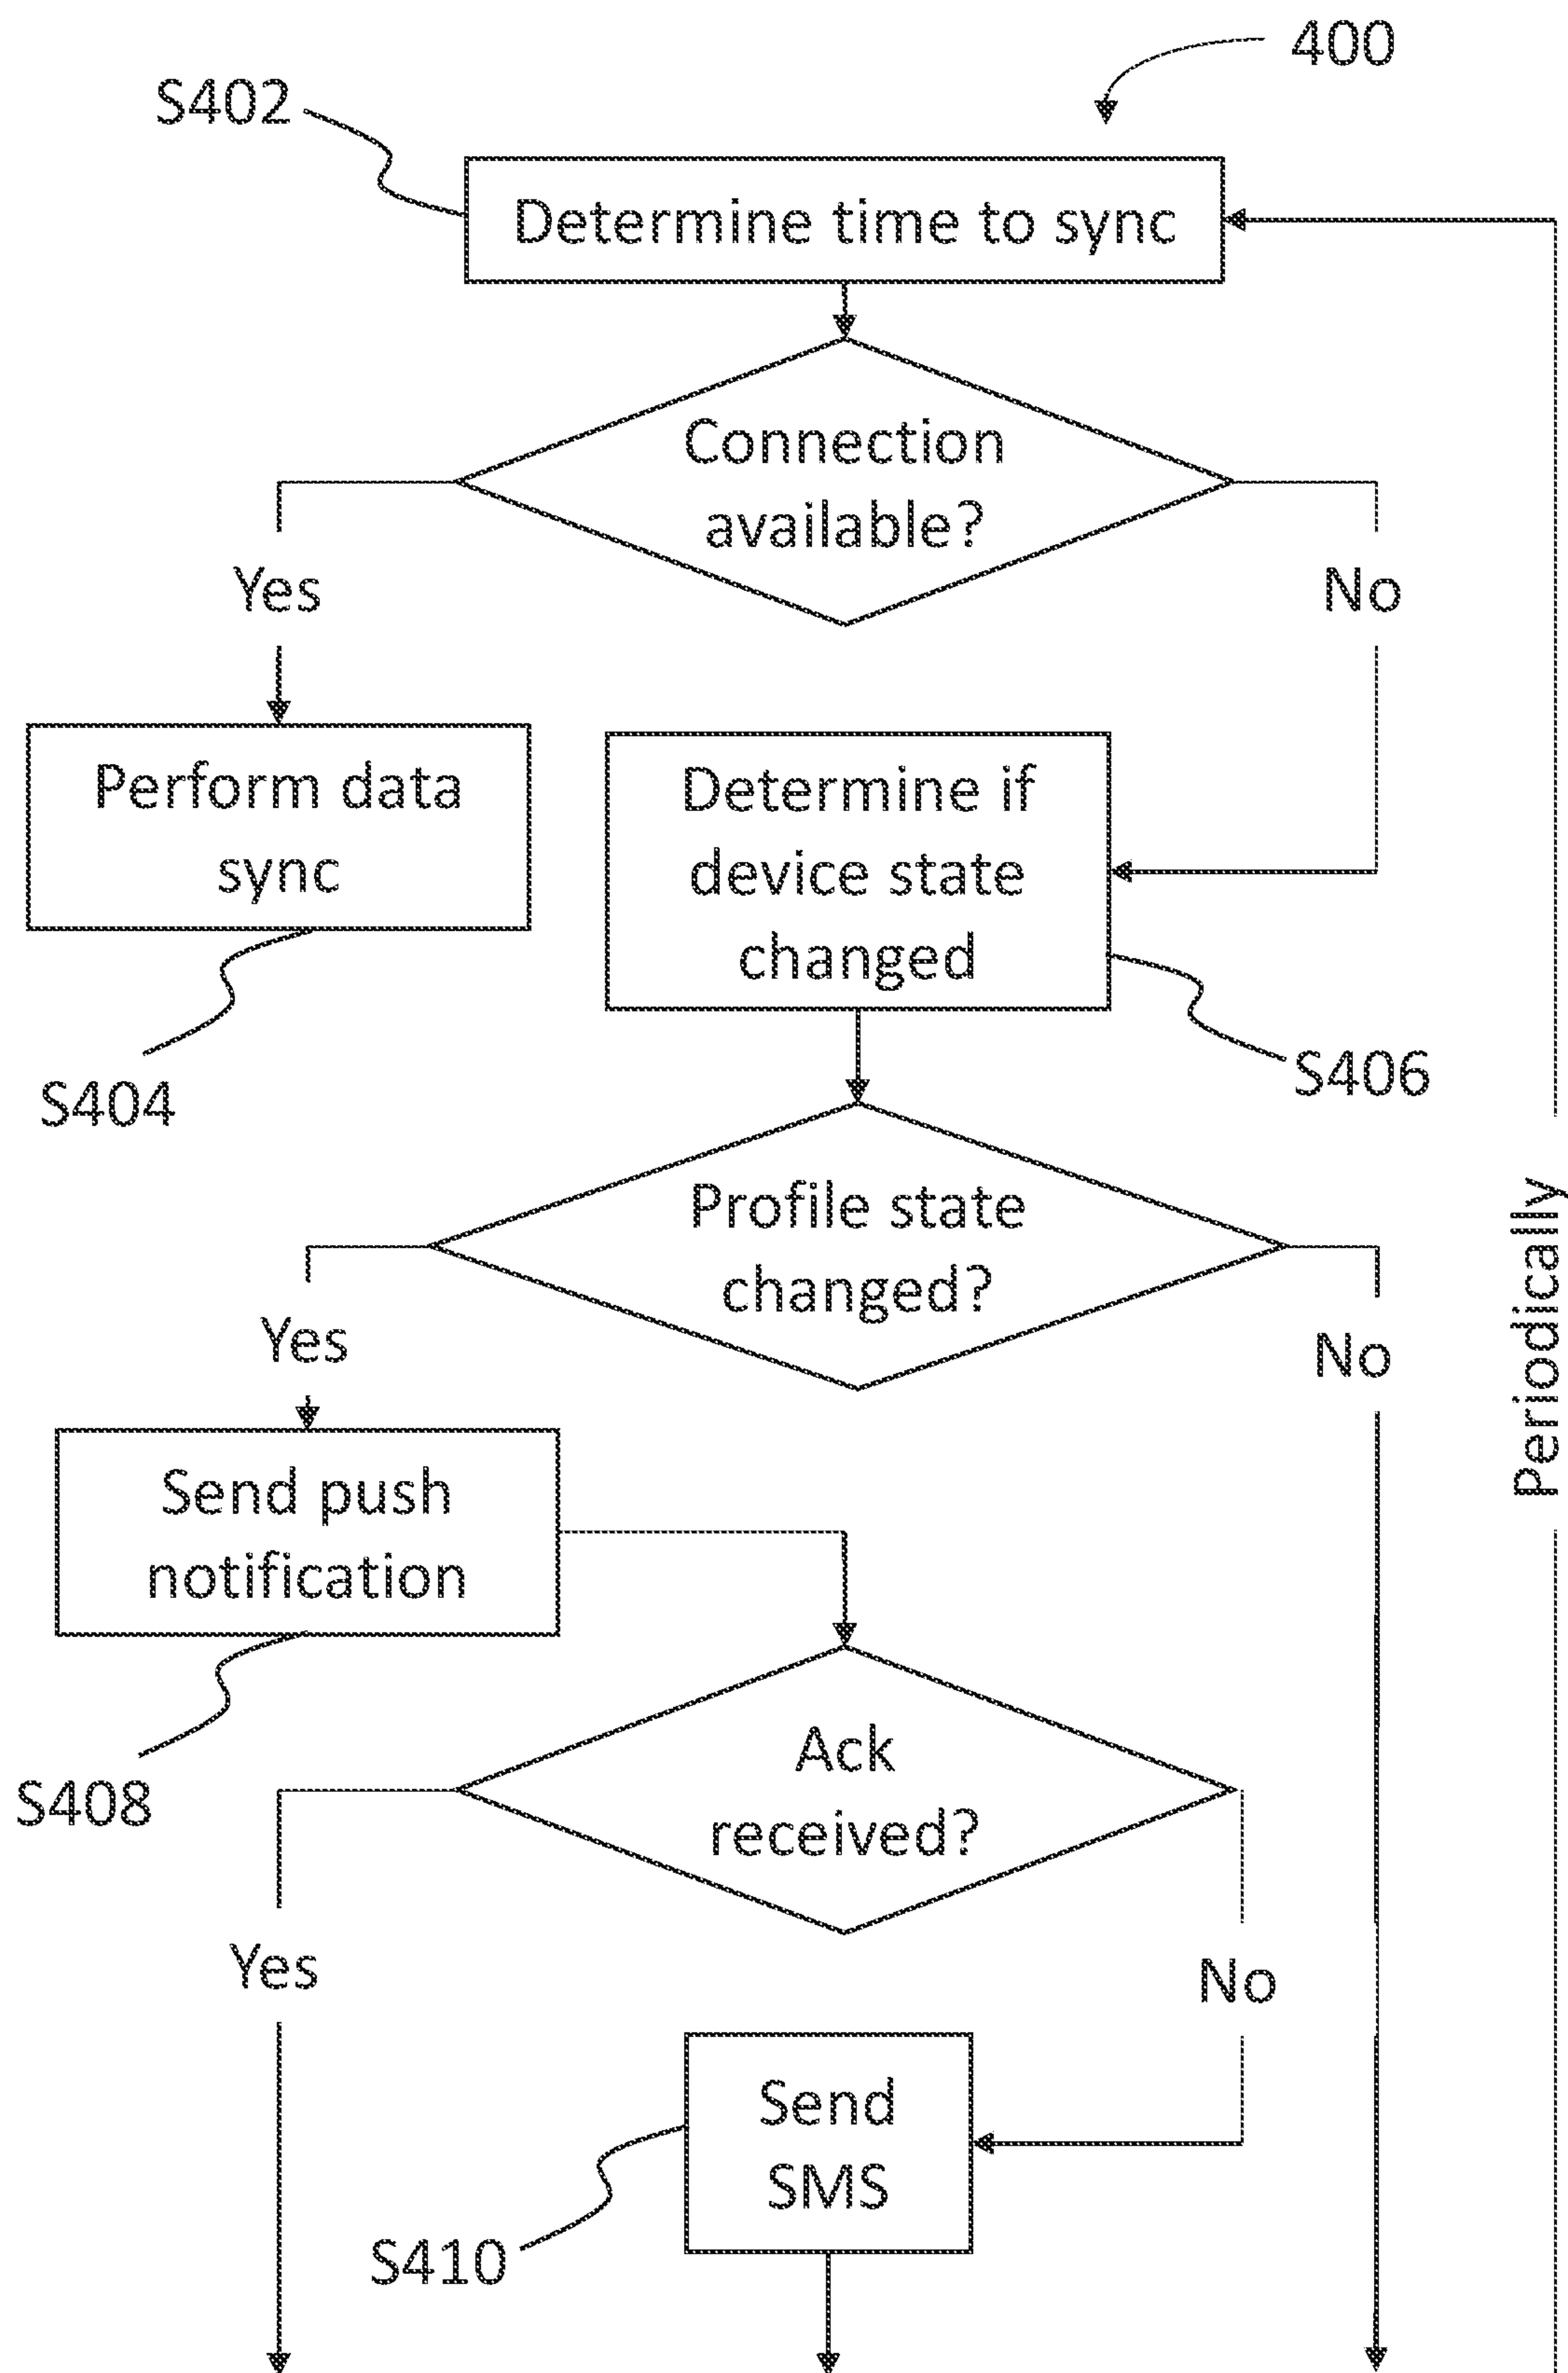 400
S402
Determine time to sync
Connection
available?
Yes
No
Perform data
sync
Determine if
device state
changed
S404
S406
Profile state
changed?
Periodically
Yes
No
Send push
notification
S408
Ack
received?
Yes
No
Send
SMS
S410